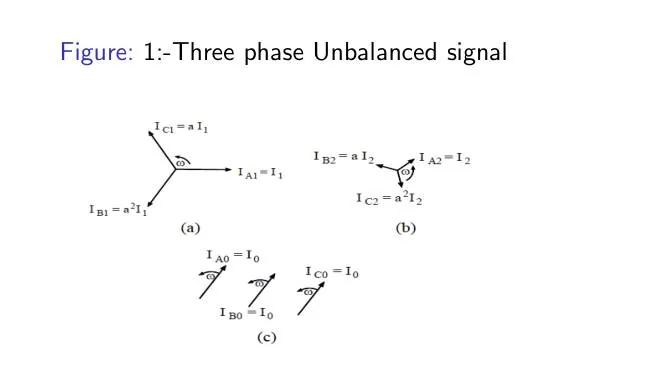 Figure: 1:-Three phase Unbalanced signal
I C1 = a I1
ω
I A1 = I1
I B1 = a²I1
(a)
I B2 = a I2
I A2 = I2
ω
I C2 = a²I2
(b)
I A0 = I0
I C0 = I0
ω
ω
ω
I B0 = I0
(c)